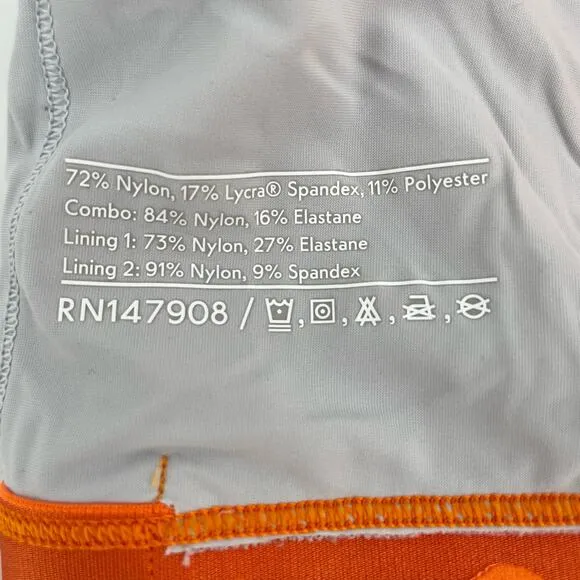 72% Nylon, 17% Lycra® Spandex, 11% Polyester
Combo: 84% Nylon, 16% Elastane
Lining 1: 73% Nylon, 27% Elastane
Lining 2: 91% Nylon, 9% Spandex
RN147908 / , , , ,